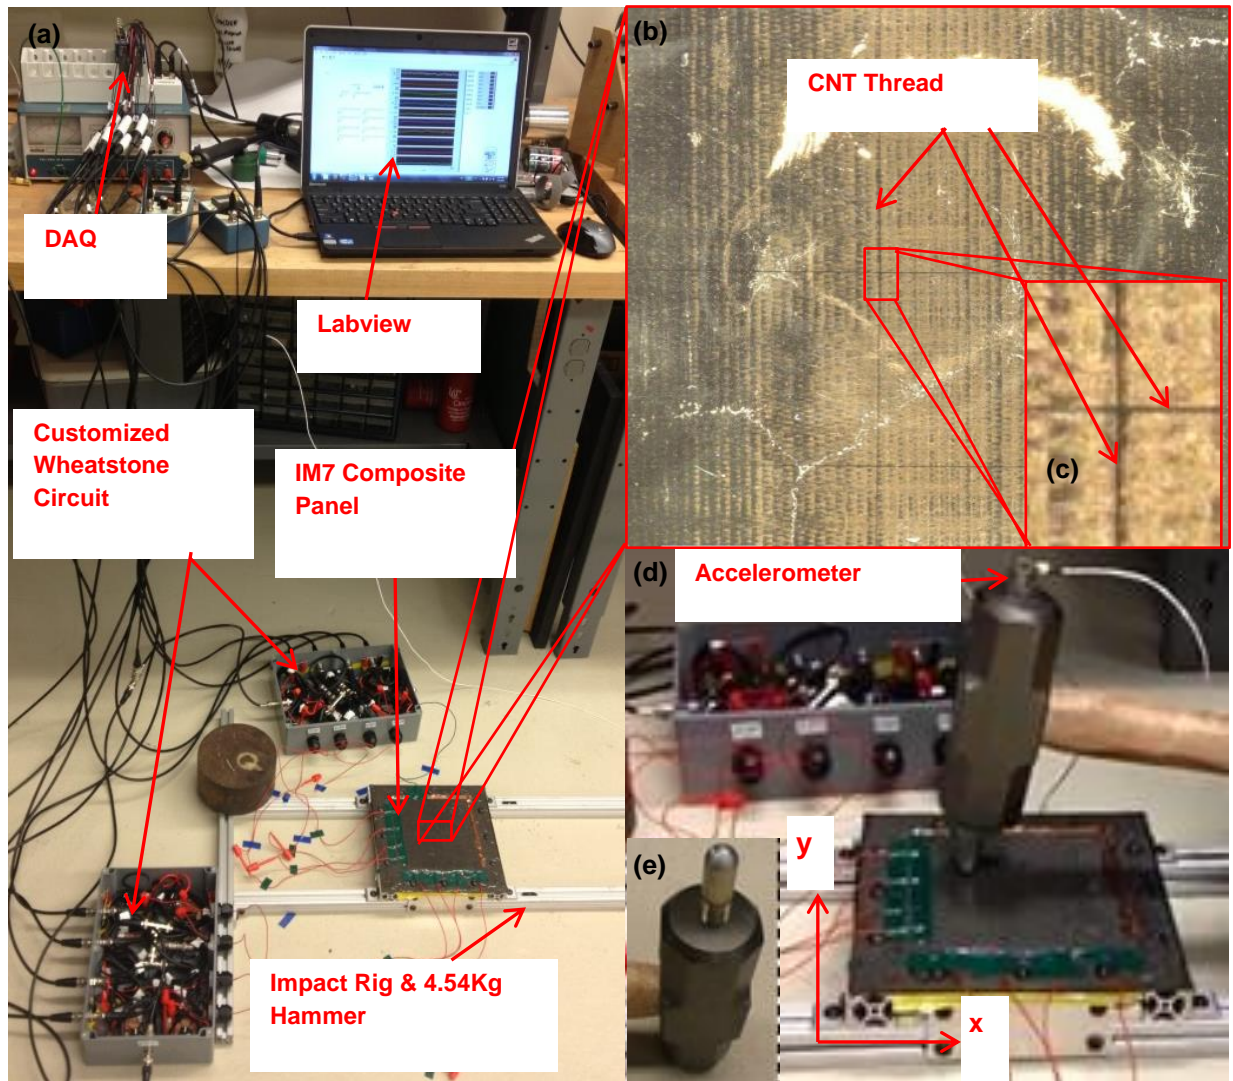 (a)
DAQ
Labview
Customized
Wheatstone
Circuit
IM7 Composite
Panel
Impact Rig & 4.54Kg
Hammer
(b)
CNT Thread
(c)
(d)
Accelerometer
(e)
y
x